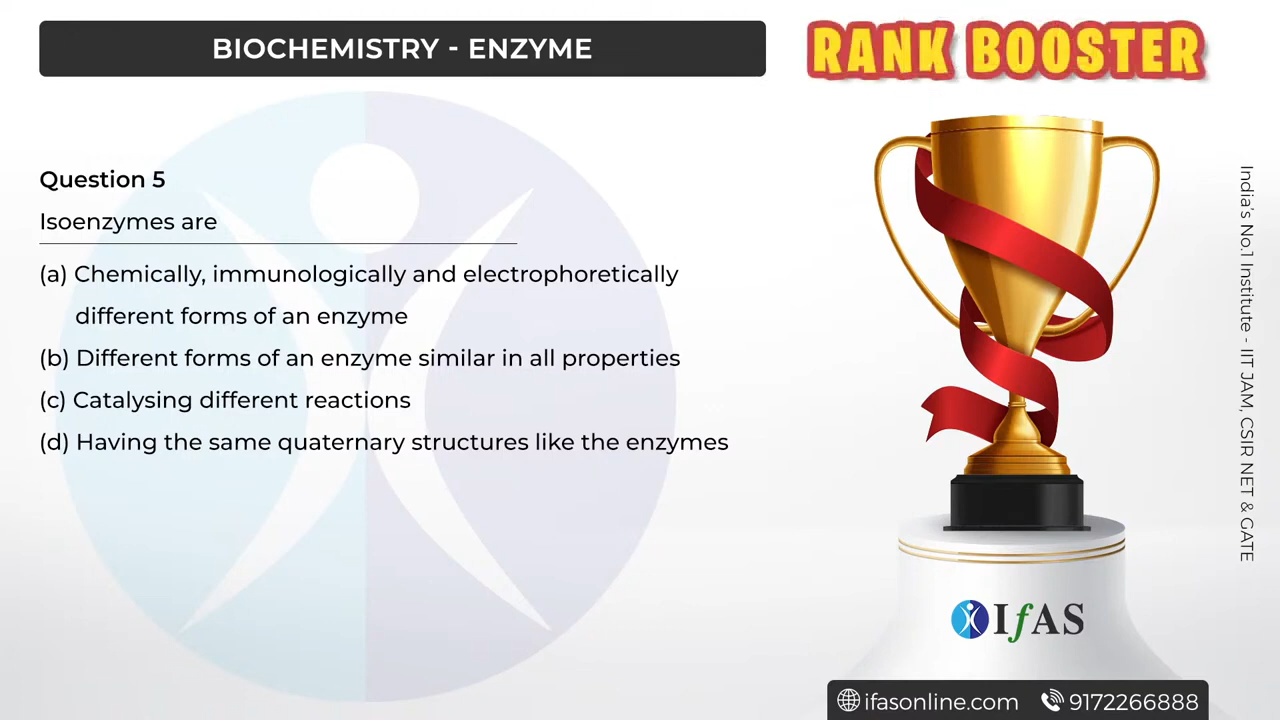 BIOCHEMISTRY - ENZYME
RANK BOOSTER
Question 5
Isoenzymes are
(a) Chemically, immunologically and electrophoretically
different forms of an enzyme
(b) Different forms of an enzyme similar in all properties
(c) Catalysing different reactions
(d) Having the same quaternary structures like the enzymes
India's No.1 Institute - IIT JAM, CSIR NET & GATE
IfAS
ifasonline.com 9172266888